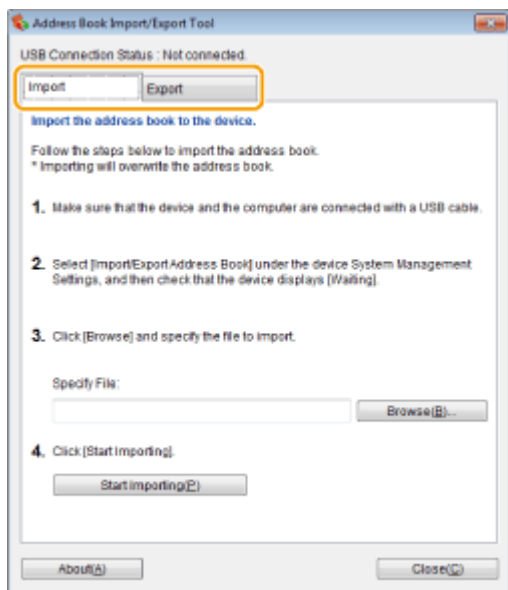 Address Book Import/Export Tool
USB Connection Status : Not connected.
Import
Export
Import the address book to the device.
Follow the steps below to import the address book.
* Importing will overwrite the address book.
1. Make sure that the device and the computer are connected with a USB cable.
2. Select [Import/Export Address Book] under the device System Management
Settings, and then check that the device displays [Waiting].
3. Click [Browse] and specify the file to import.
Specify File:
Browse(B)...
4. Click [Start Importing].
Start Importing(P)
About(A)
Close(C)